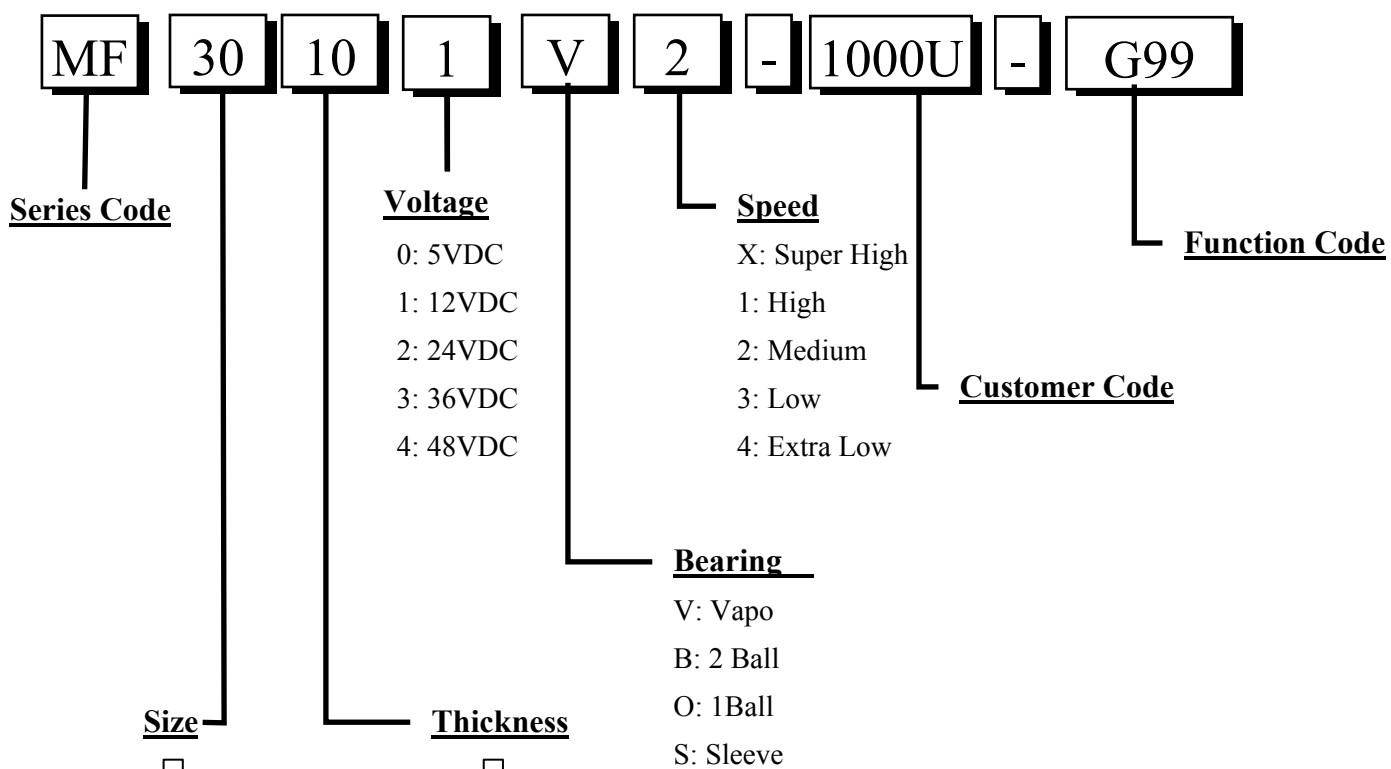 MF 30 10 1 V 2 - 1000U - G99
Series Code
Voltage
0: 5VDC
1: 12VDC
2: 24VDC
3: 36VDC
4: 48VDC
Speed
X: Super High
1: High
2: Medium
3: Low
4: Extra Low
Function Code
Customer Code
Bearing
V: Vapo
B: 2 Ball
O: 1Ball
S: Sleeve
Size
Thickness